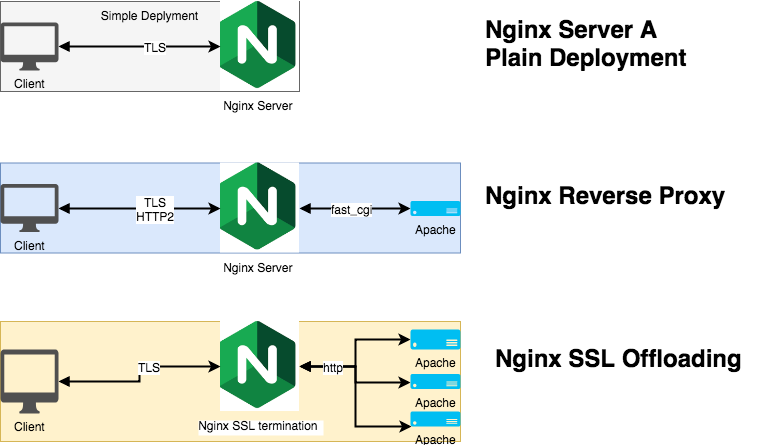 Simple Deplyment
TLS
Client
Nginx Server
Nginx Server A
Plain Deployment
TLS
HTTP2
fast_cgi
Client
Nginx Server
Apache
Nginx Reverse Proxy
TLS
http
Client
Nginx SSL termination
Apache
Apache
Apache
Nginx SSL Offloading